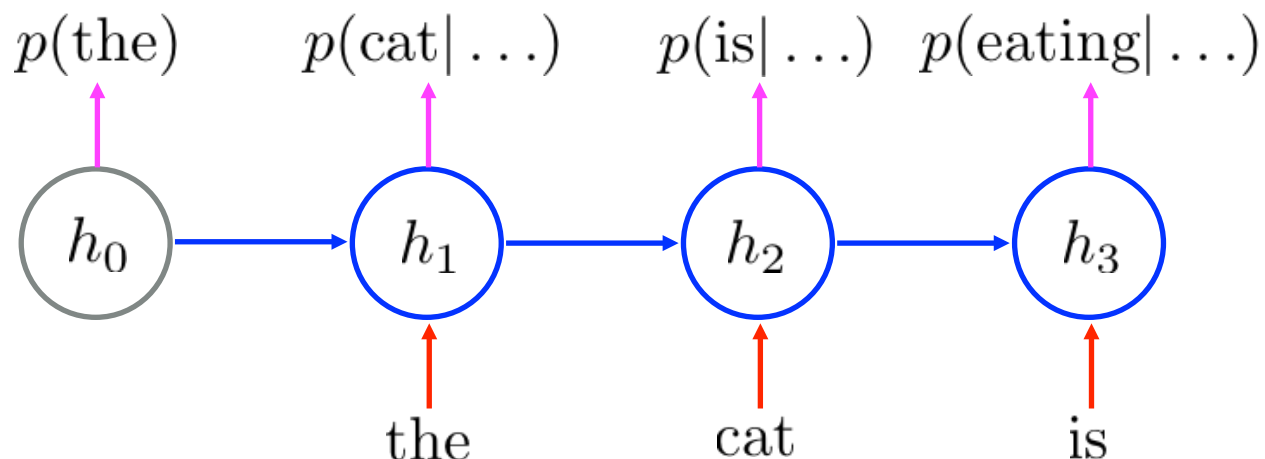 p(the) p(cat| …) p(is| …) p(eating| …)
h₀ h₁ h₂ h₃
the cat is